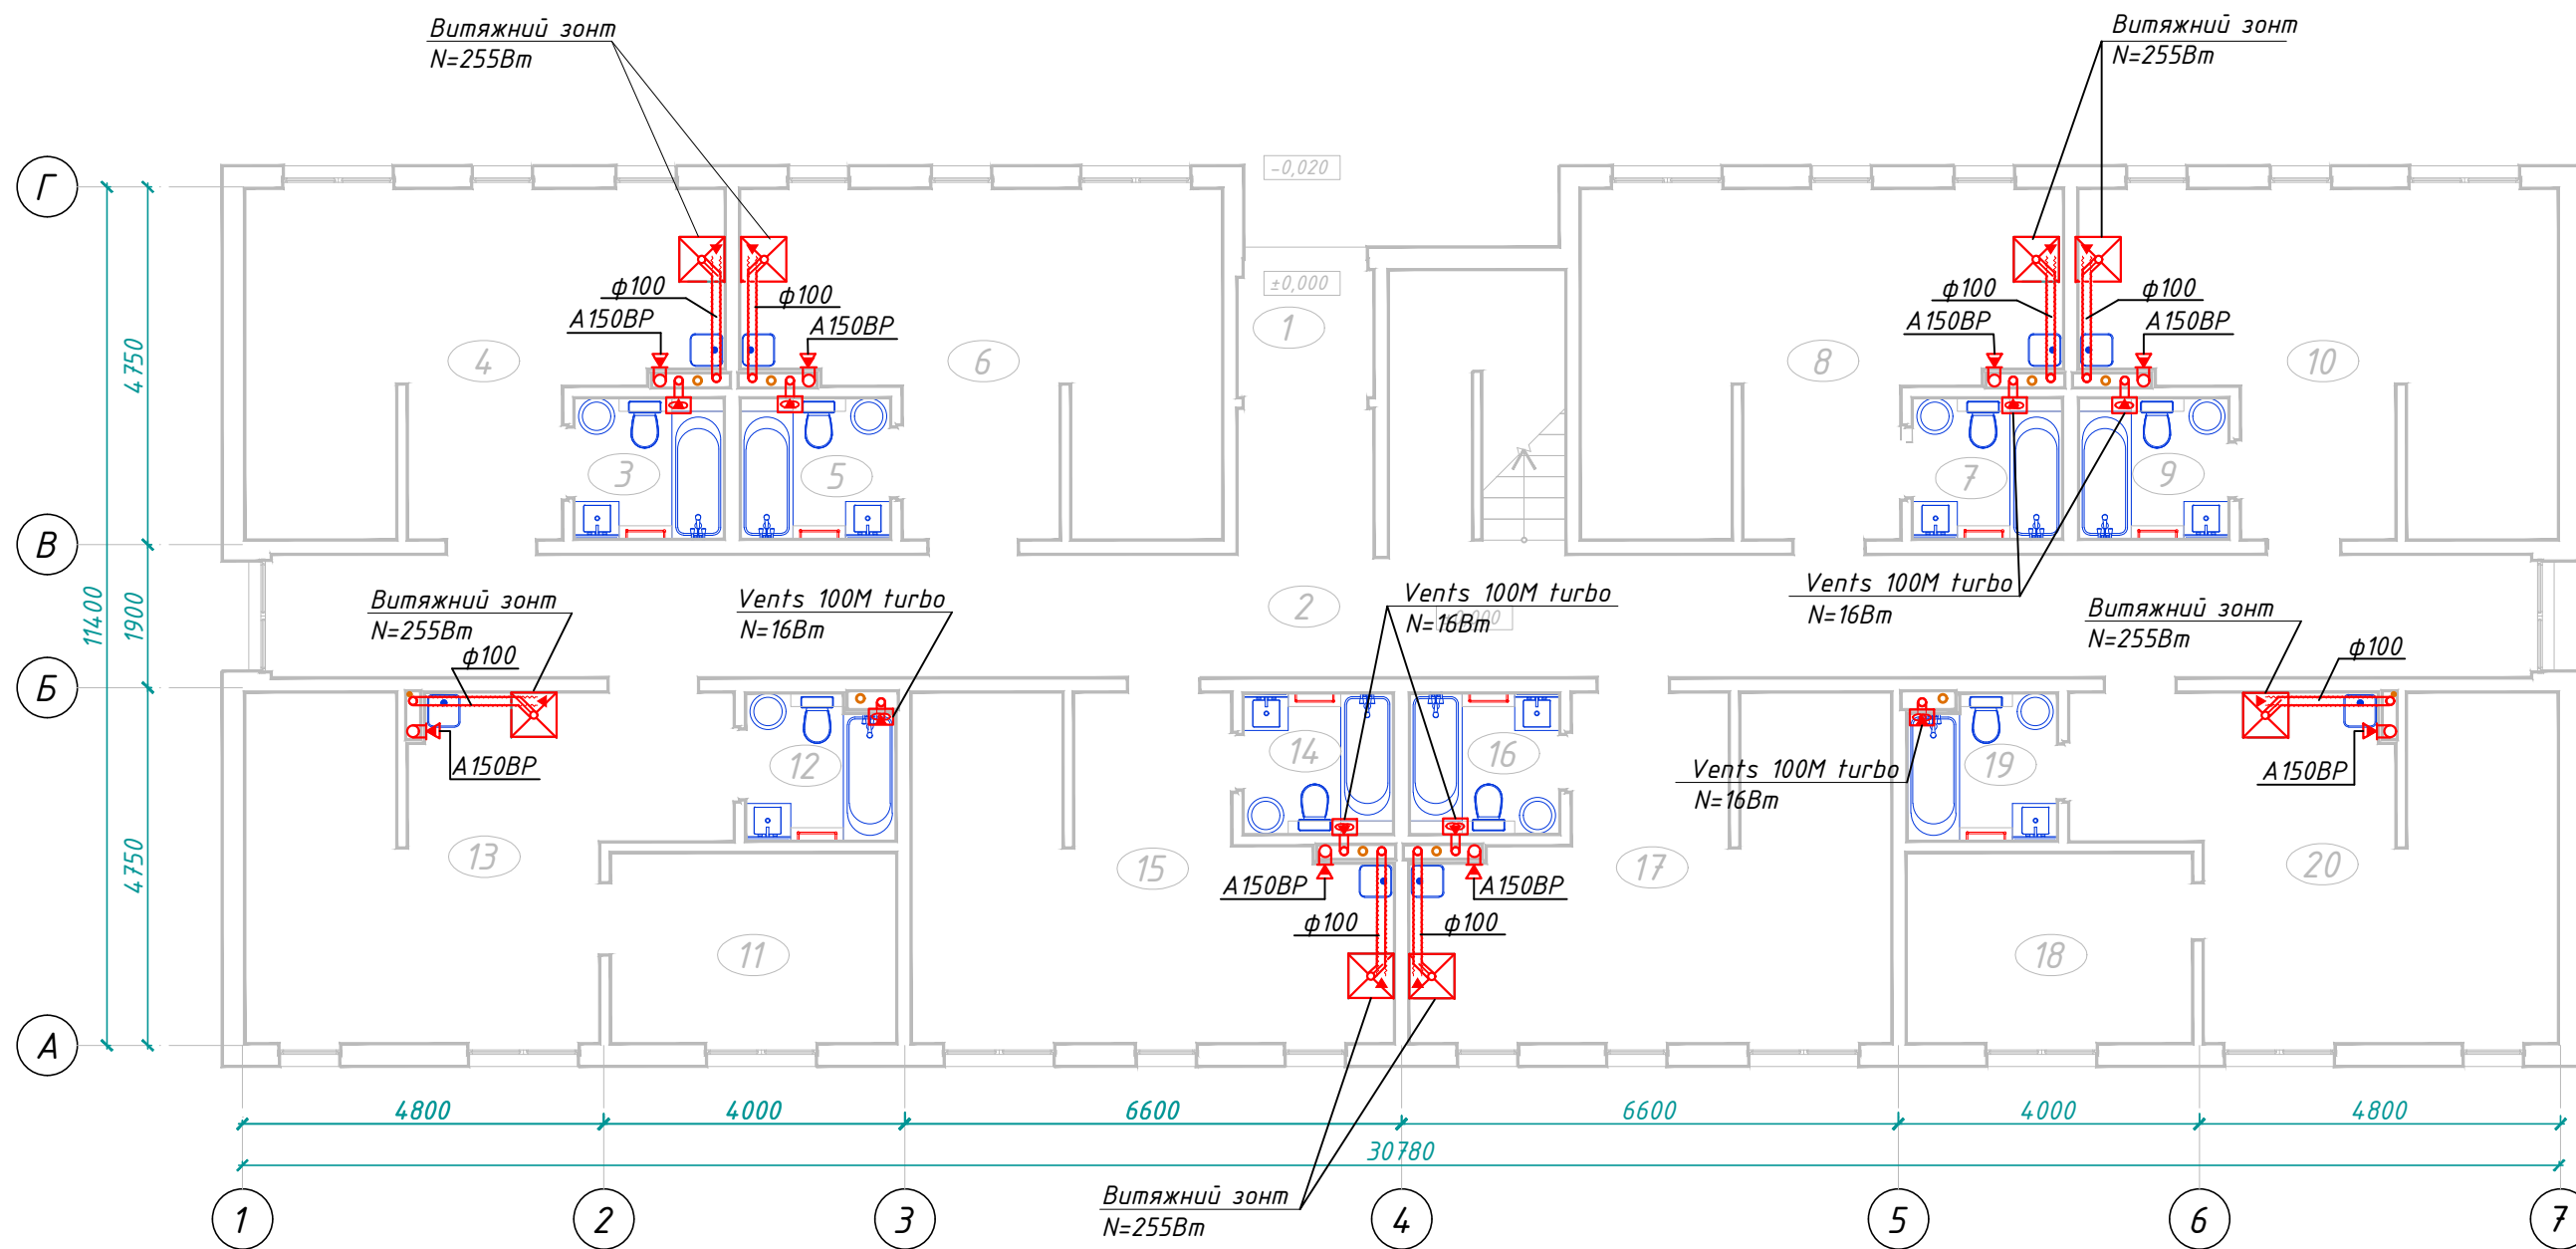 Витяжний зонт
N=255Вт
Витяжний зонт
N=255Вт
-0,020
Г
±0,000
ф100
ф100
ф100
ф100
А150ВР
А150ВР
А150ВР
А150ВР
1
4
6
8
10
4750
3
5
7
9
В
Витяжний зонт
N=255Вт
Vents 100М turbo
N=16Вт
2
Vents 100М turbo
N=16Вт
Vents 100М turbo
N=16Вт
Витяжний зонт
N=255Вт
11400
1900
ф100
ф100
Б
А150ВР
12
14
16
Vents 100М turbo
N=16Вт
19
А150ВР
4750
13
15
А150ВР
А150ВР
17
20
ф100
ф100
11
18
А
4800
4000
6600
6600
4000
4800
30780
Витяжний зонт
N=255Вт
1
2
3
4
5
6
7